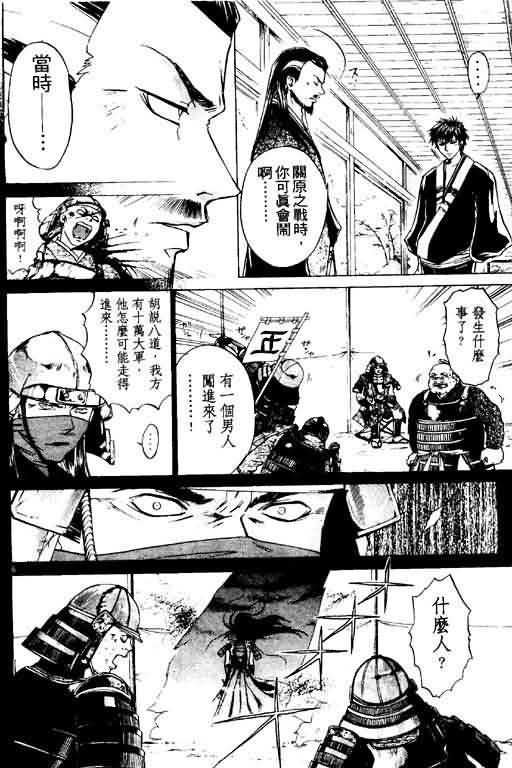 ‥‥
關原之戰時，
你可真會鬧
啊………
當時
……
呀啊啊啊！
發生什麼
事了？
正
有一個男人
闖進來了
………
胡說八道，我方
有十萬大軍，
他怎麼可能走得
進來……
‥‥
什麼人？